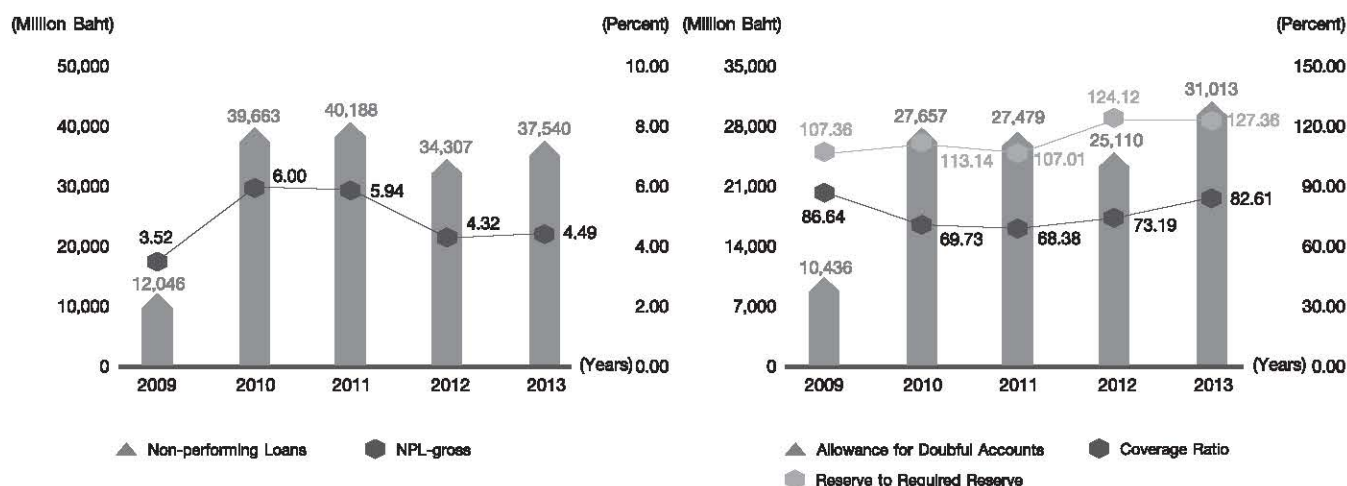 (Million Baht) (Percent)
50,000 10.00
40,000 8.00
30,000 6.00
20,000 4.00
10,000 2.00
0 (Years) 0.00
39,663 40,188 34,307 37,540
12,046
3.52 6.00 5.94 4.32 4.49
2009 2010 2011 2012 2013
Non-performing Loans NPL-gross
(Million Baht) (Percent)
35,000 150.00
28,000 120.00
21,000 90.00
14,000 60.00
7,000 30.00
0 (Years) 0.00
10,436 27,657 27,479 25,110 31,013
107.36 113.14 107.01 124.12 127.36
86.64 69.73 68.38 73.19 82.61
2009 2010 2011 2012 2013
Allowance for Doubful Accounts Coverage Ratio
Reserve to Required Reserve